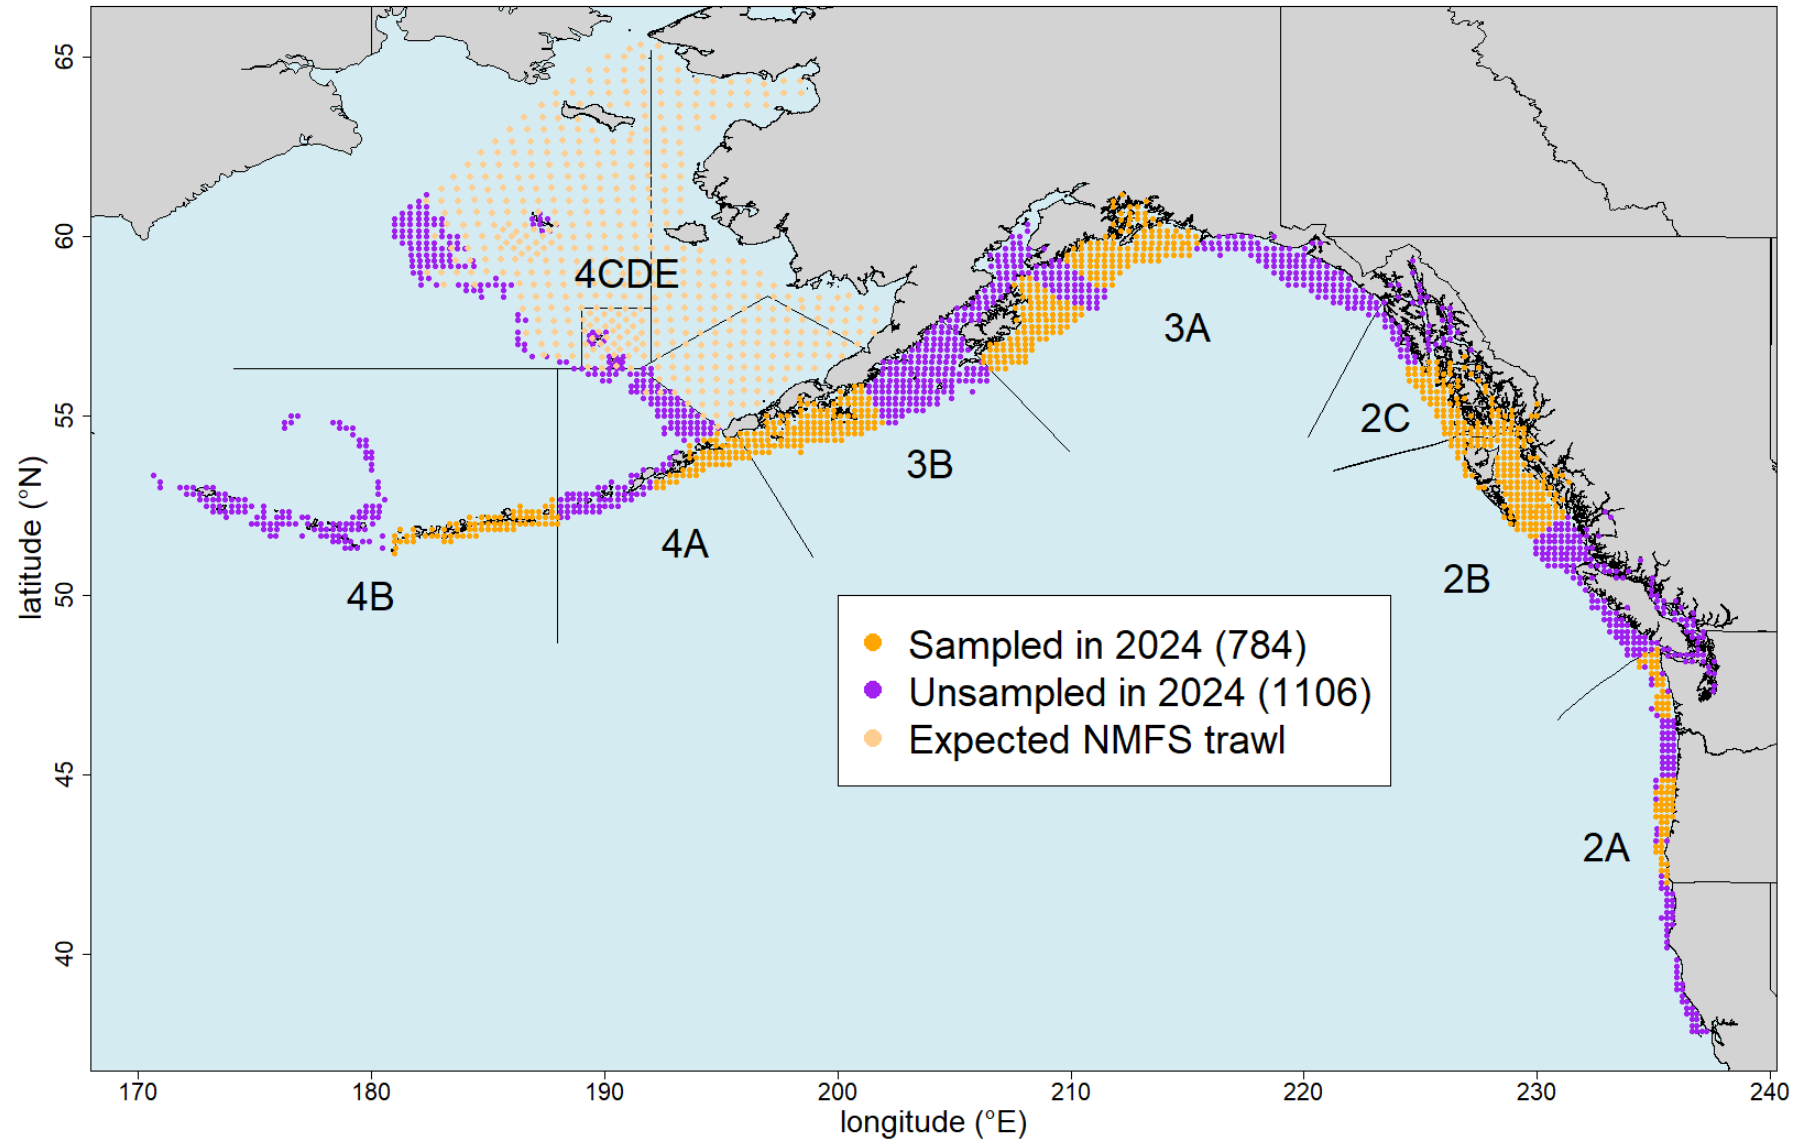 65
60
55
50
45
40
latitude (°N)
4CDE
3A
2C
3B
4A
2B
4B
2A
Sampled in 2024 (784)
Unsampled in 2024 (1106)
Expected NMFS trawl
170
180
190
200
210
220
230
240
longitude (°E)